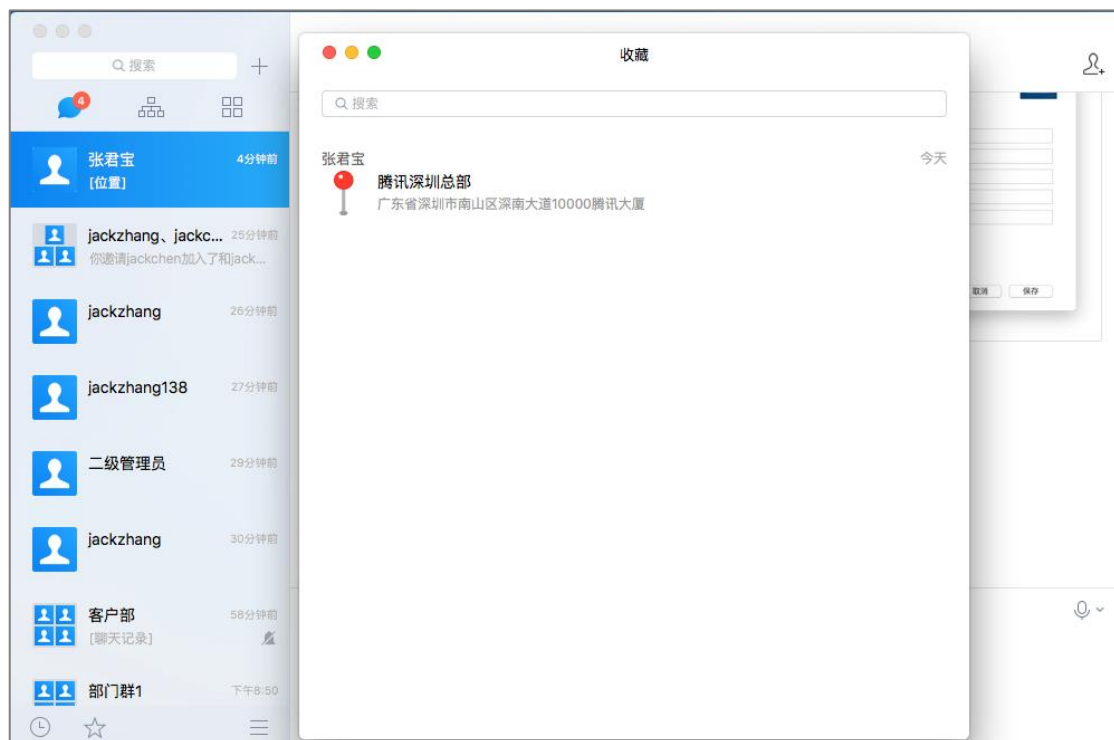 搜索
4
张君宝
4分钟前
[位置]
jackzhang、jackc...
25分钟前
你邀请jackchen加入了和jack...
jackzhang
26分钟前
jackzhang138
27分钟前
二级管理员
29分钟前
jackzhang
30分钟前
客户部
58分钟前
[聊天记录]
部门群1
下午8:50
收藏
搜索
张君宝
今天
腾讯深圳总部
广东省深圳市南山区深南大道10000腾讯大厦
取消
保存